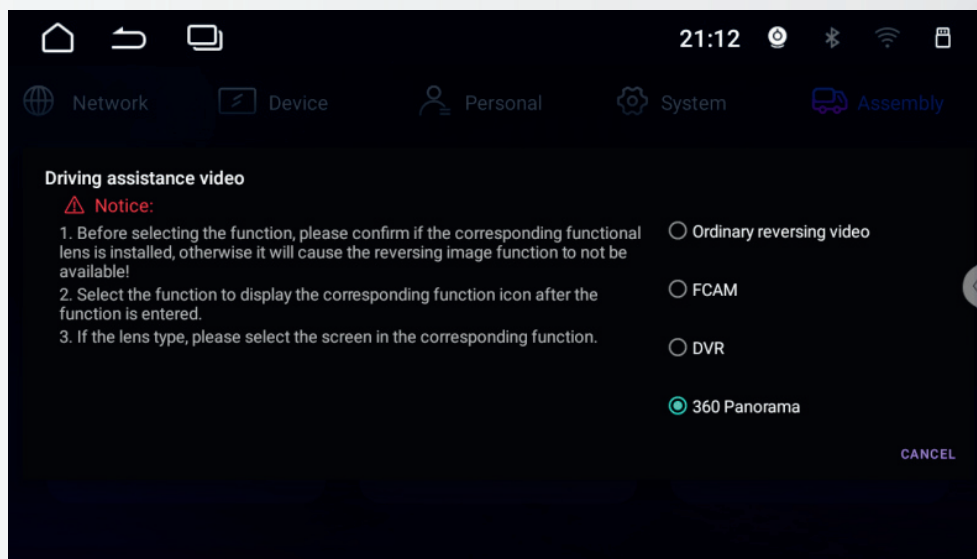 21:12
Network
Device
Personal
System
Assembly
Driving assistance video
Notice:
1. Before selecting the function, please confirm if the corresponding functional
lens is installed, otherwise it will cause the reversing image function to not be
available!
2. Select the function to display the corresponding function icon after the
function is entered.
3. If the lens type, please select the screen in the corresponding function.
Ordinary reversing video
FCAM
DVR
360 Panorama
CANCEL